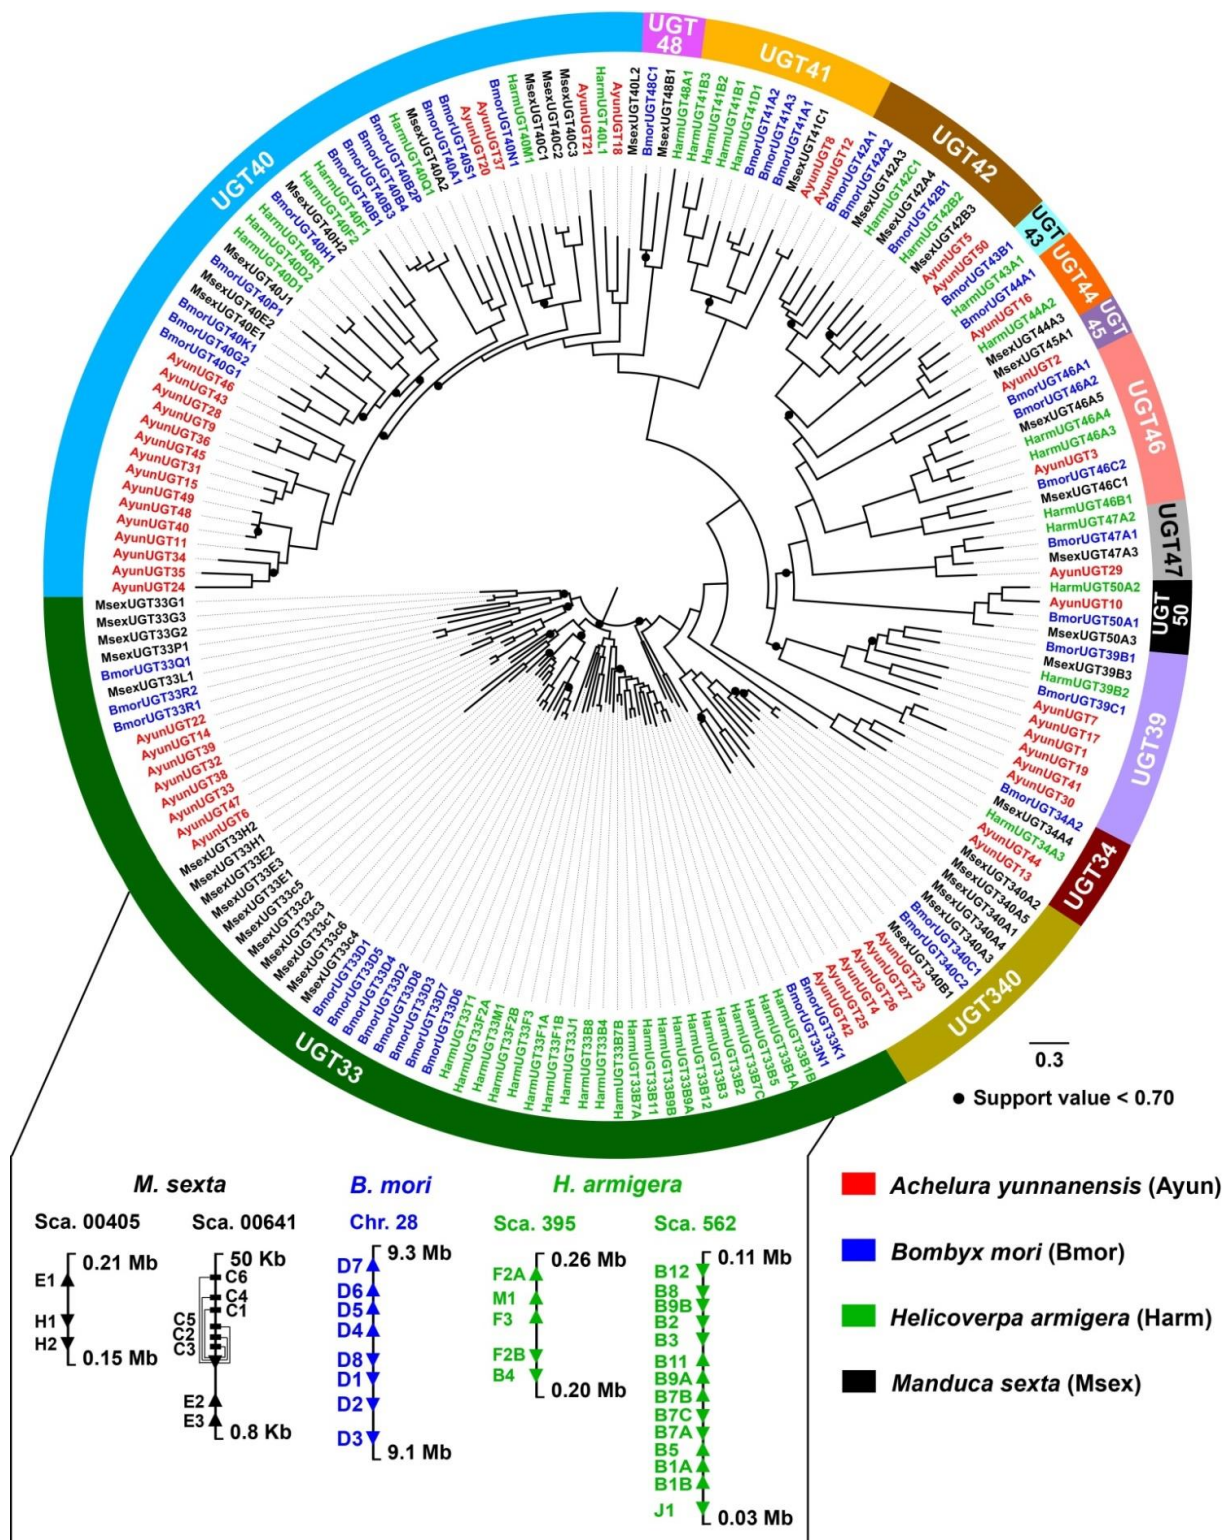 UGT40
UGT
48
UGT41
UGT42
UGT
43
UGT44
UGT
45
UGT46
UGT47
UGT
50
UGT39
UGT34
UGT340
UGT33
AyunUGT24
AyunUGT35
AyunUGT34
AyunUGT11
AyunUGT40
AyunUGT48
AyunUGT49
AyunUGT15
AyunUGT31
AyunUGT45
AyunUGT36
AyunUGT9
AyunUGT28
AyunUGT43
AyunUGT46
BmorUGT40G1
BmorUGT40G2
BmorUGT40K1
MsexUGT40E1
MsexUGT40E2
BmorUGT40P1
MsexUGT40J1
HarmUGT40D1
HarmUGT40D2
HarmUGT40R1
BmorUGT40H1
MsexUGT40H2
HarmUGT40F2
HarmUGT40F1
BmorUGT40B1
BmorUGT40B3
BmorUGT40B4
BmorUGT40B2P
HarmUGT40Q1
MsexUGT40A2
BmorUGT40A1
BmorUGT40S1
AyunUGT20
AyunUGT37
BmorUGT40N1
HarmUGT40M1
MsexUGT40C1
MsexUGT40C2
MsexUGT40C3
AyunUGT21
HarmUGT40L1
AyunUGT18
MsexUGT40L2
BmorUGT48C1
MsexUGT48B1
HarmUGT48A1
HarmUGT41B3
HarmUGT41B2
HarmUGT41B1
HarmUGT41D1
BmorUGT41A2
BmorUGT41A3
BmorUGT41A1
MsexUGT41C1
AyunUGT8
AyunUGT12
BmorUGT42A1
BmorUGT42A2
MsexUGT42A3
HarmUGT42C1
MsexUGT42A4
BmorUGT42B1
HarmUGT42B2
MsexUGT42B3
AyunUGT5
AyunUGT50
BmorUGT43B1
HarmUGT43A1
BmorUGT44A1
AyunUGT16
HarmUGT44A2
MsexUGT44A3
MsexUGT45A1
AyunUGT2
BmorUGT46A1
BmorUGT46A2
MsexUGT46A5
HarmUGT46A4
HarmUGT46A3
AyunUGT3
BmorUGT46C2
MsexUGT46C1
HarmUGT46B1
HarmUGT47A2
BmorUGT47A1
MsexUGT47A3
AyunUGT29
HarmUGT50A2
AyunUGT10
BmorUGT50A1
MsexUGT50A3
BmorUGT39B1
MsexUGT39B3
HarmUGT39B2
BmorUGT39C1
AyunUGT7
AyunUGT17
AyunUGT1
AyunUGT19
AyunUGT41
AyunUGT30
BmorUGT34A2
MsexUGT34A4
HarmUGT34A3
AyunUGT44
AyunUGT13
MsexUGT340A2
MsexUGT340A5
MsexUGT340A1
MsexUGT340A4
MsexUGT340A3
BmorUGT340C1
BmorUGT340C2
MsexUGT340B1
AyunUGT23
AyunUGT27
AyunUGT26
AyunUGT4
AyunUGT25
AyunUGT42
BmorUGT33K1
BmorUGT33N1
HarmUGT33B1B
HarmUGT33B1A
HarmUGT33B5
HarmUGT33B7C
HarmUGT33B2
HarmUGT33B3
HarmUGT33B12
HarmUGT33B9A
HarmUGT33B9B
HarmUGT33B11
HarmUGT33B7A
HarmUGT33B7B
HarmUGT33B4
HarmUGT33B8
HarmUGT33J1
HarmUGT33F1B
HarmUGT33F1A
HarmUGT33F3
HarmUGT33F2B
HarmUGT33M1
HarmUGT33F2A
HarmUGT33T1
BmorUGT33D6
BmorUGT33D7
BmorUGT33D3
BmorUGT33D8
BmorUGT33D2
BmorUGT33D4
BmorUGT33D5
BmorUGT33D1
MsexUGT33c4
MsexUGT33c6
MsexUGT33c1
MsexUGT33c3
MsexUGT33c2
MsexUGT33c5
MsexUGT33E1
MsexUGT33E3
MsexUGT33E2
MsexUGT33H1
MsexUGT33H2
AyunUGT6
AyunUGT47
AyunUGT33
AyunUGT38
AyunUGT32
AyunUGT39
AyunUGT14
AyunUGT22
BmorUGT33R1
BmorUGT33R2
MsexUGT33L1
BmorUGT33Q1
MsexUGT33P1
MsexUGT33G2
MsexUGT33G3
MsexUGT33G1
0.3
Support value < 0.70
M. sexta
Sca. 00405
0.21 Mb
E1
H1
H2
0.15 Mb
Sca. 00641
50 Kb
C6
C4
C1
C5
C2
C3
E2
E3
0.8 Kb
B. mori
Chr. 28
9.3 Mb
D7
D6
D5
D4
D8
D1
D2
D3
9.1 Mb
H. armigera
Sca. 395
0.26 Mb
F2A
M1
F3
F2B
B4
0.20 Mb
Sca. 562
0.11 Mb
B12
B8
B9B
B2
B3
B11
B9A
B7B
B7C
B7A
B5
B1A
B1B
J1
0.03 Mb
Achelura yunnanensis (Ayun)
Bombyx mori (Bmor)
Helicoverpa armigera (Harm)
Manduca sexta (Msex)